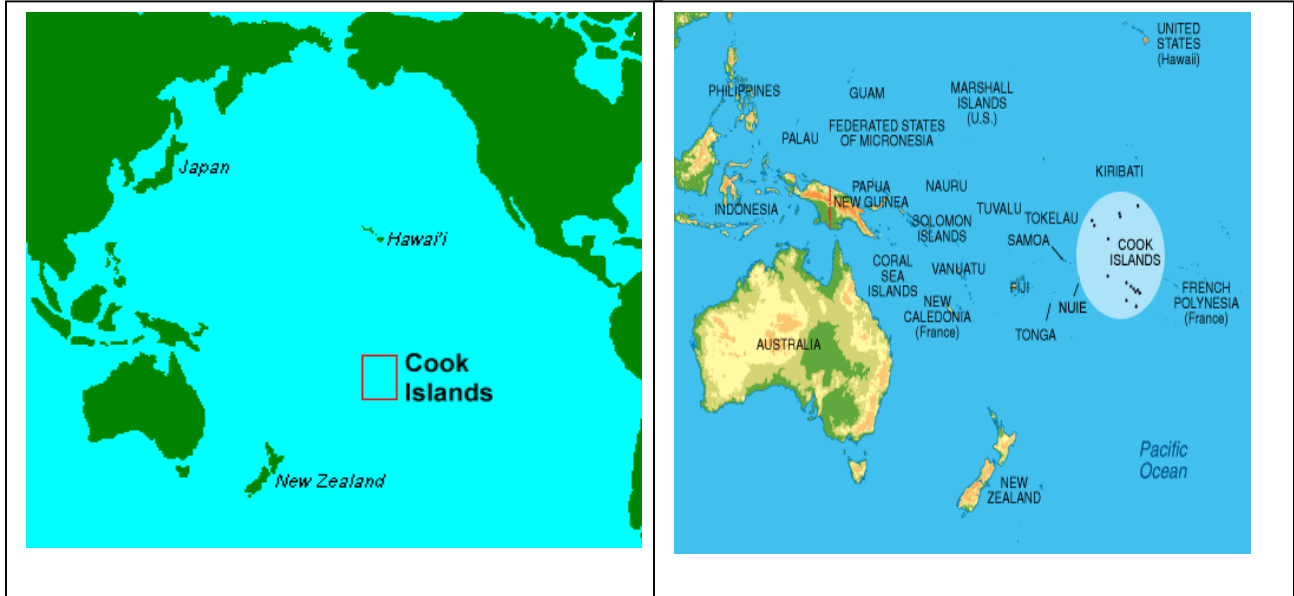 Japan
Hawai'i
Cook
Islands
New Zealand
UNITED
STATES
(Hawaii)
PHILIPPINES
GUAM
MARSHALL
ISLANDS
(U.S.)
PALAU
FEDERATED STATES
OF MICRONESIA
KIRIBATI
INDONESIA
PAPUA
NEW GUINEA
NAURU
SOLOMON
ISLANDS
TUVALU
TOKELAU
SAMOA
COOK
ISLANDS
CORAL
SEA
ISLANDS
VANUATU
FIJI
NEW
CALEDONIA
(France)
TONGA
NUIE
FRENCH
POLYNESIA
(France)
AUSTRALIA
NEW
ZEALAND
Pacific
Ocean